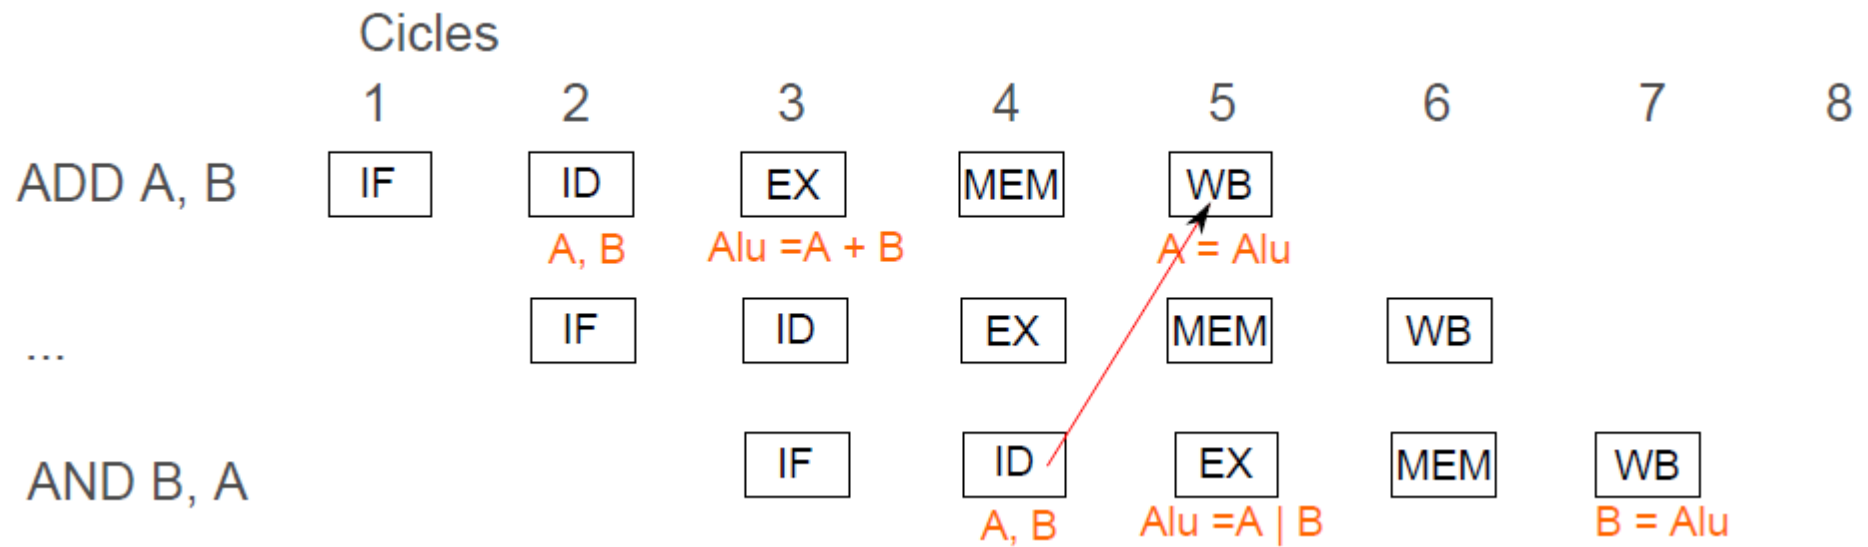 Cicles
1 2 3 4 5 6 7 8
ADD A, B IF ID EX MEM WB
A, B Alu =A + B A = Alu
... IF ID EX MEM WB
AND B, A IF ID EX MEM WB
A, B Alu =A | B B = Alu